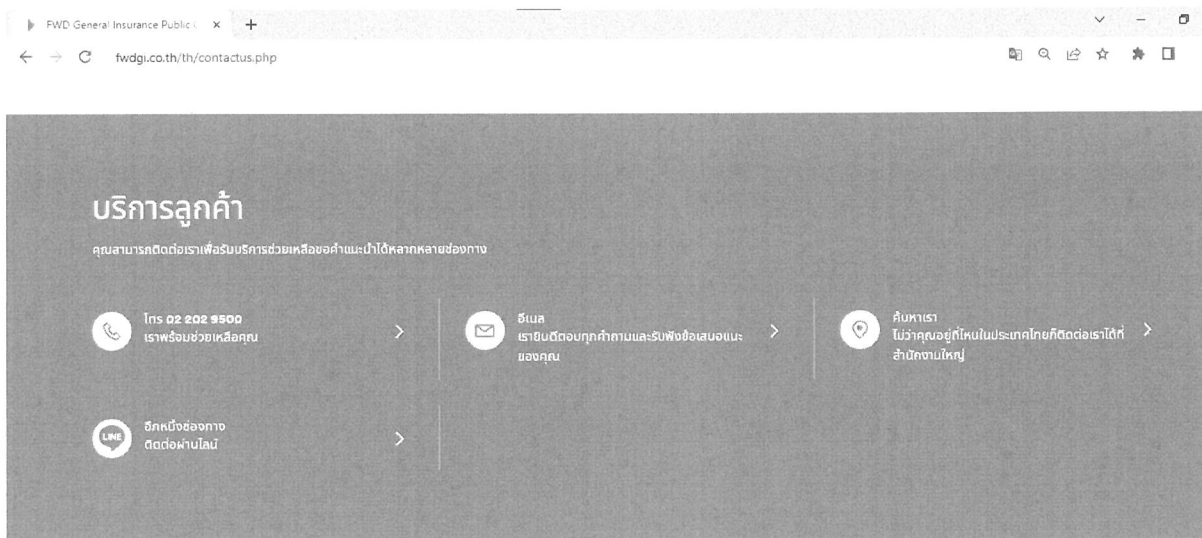 FWD General Insurance Public C
fwdgi.co.th/th/contactus.php
บริการลูกค้า
คุณสามารถติดต่อเราเพื่อรับบริการช่วยเหลือขอคำแนะนำได้หลากหลายช่องทาง
โทร 02 202 9500
เราพร้อมช่วยเหลือคุณ
อีเมล
เรายินดีตอบทุกคำถามและรับฟังข้อเสนอแนะ
ของคุณ
ค้นหาเรา
ไม่ว่าคุณอยู่ที่ไหนในประเทศไทยก็ติดต่อเราได้ที่
สำนักงานใหญ่
LINE
อีกหนึ่งช่องทาง
ติดต่อผ่านไลน์